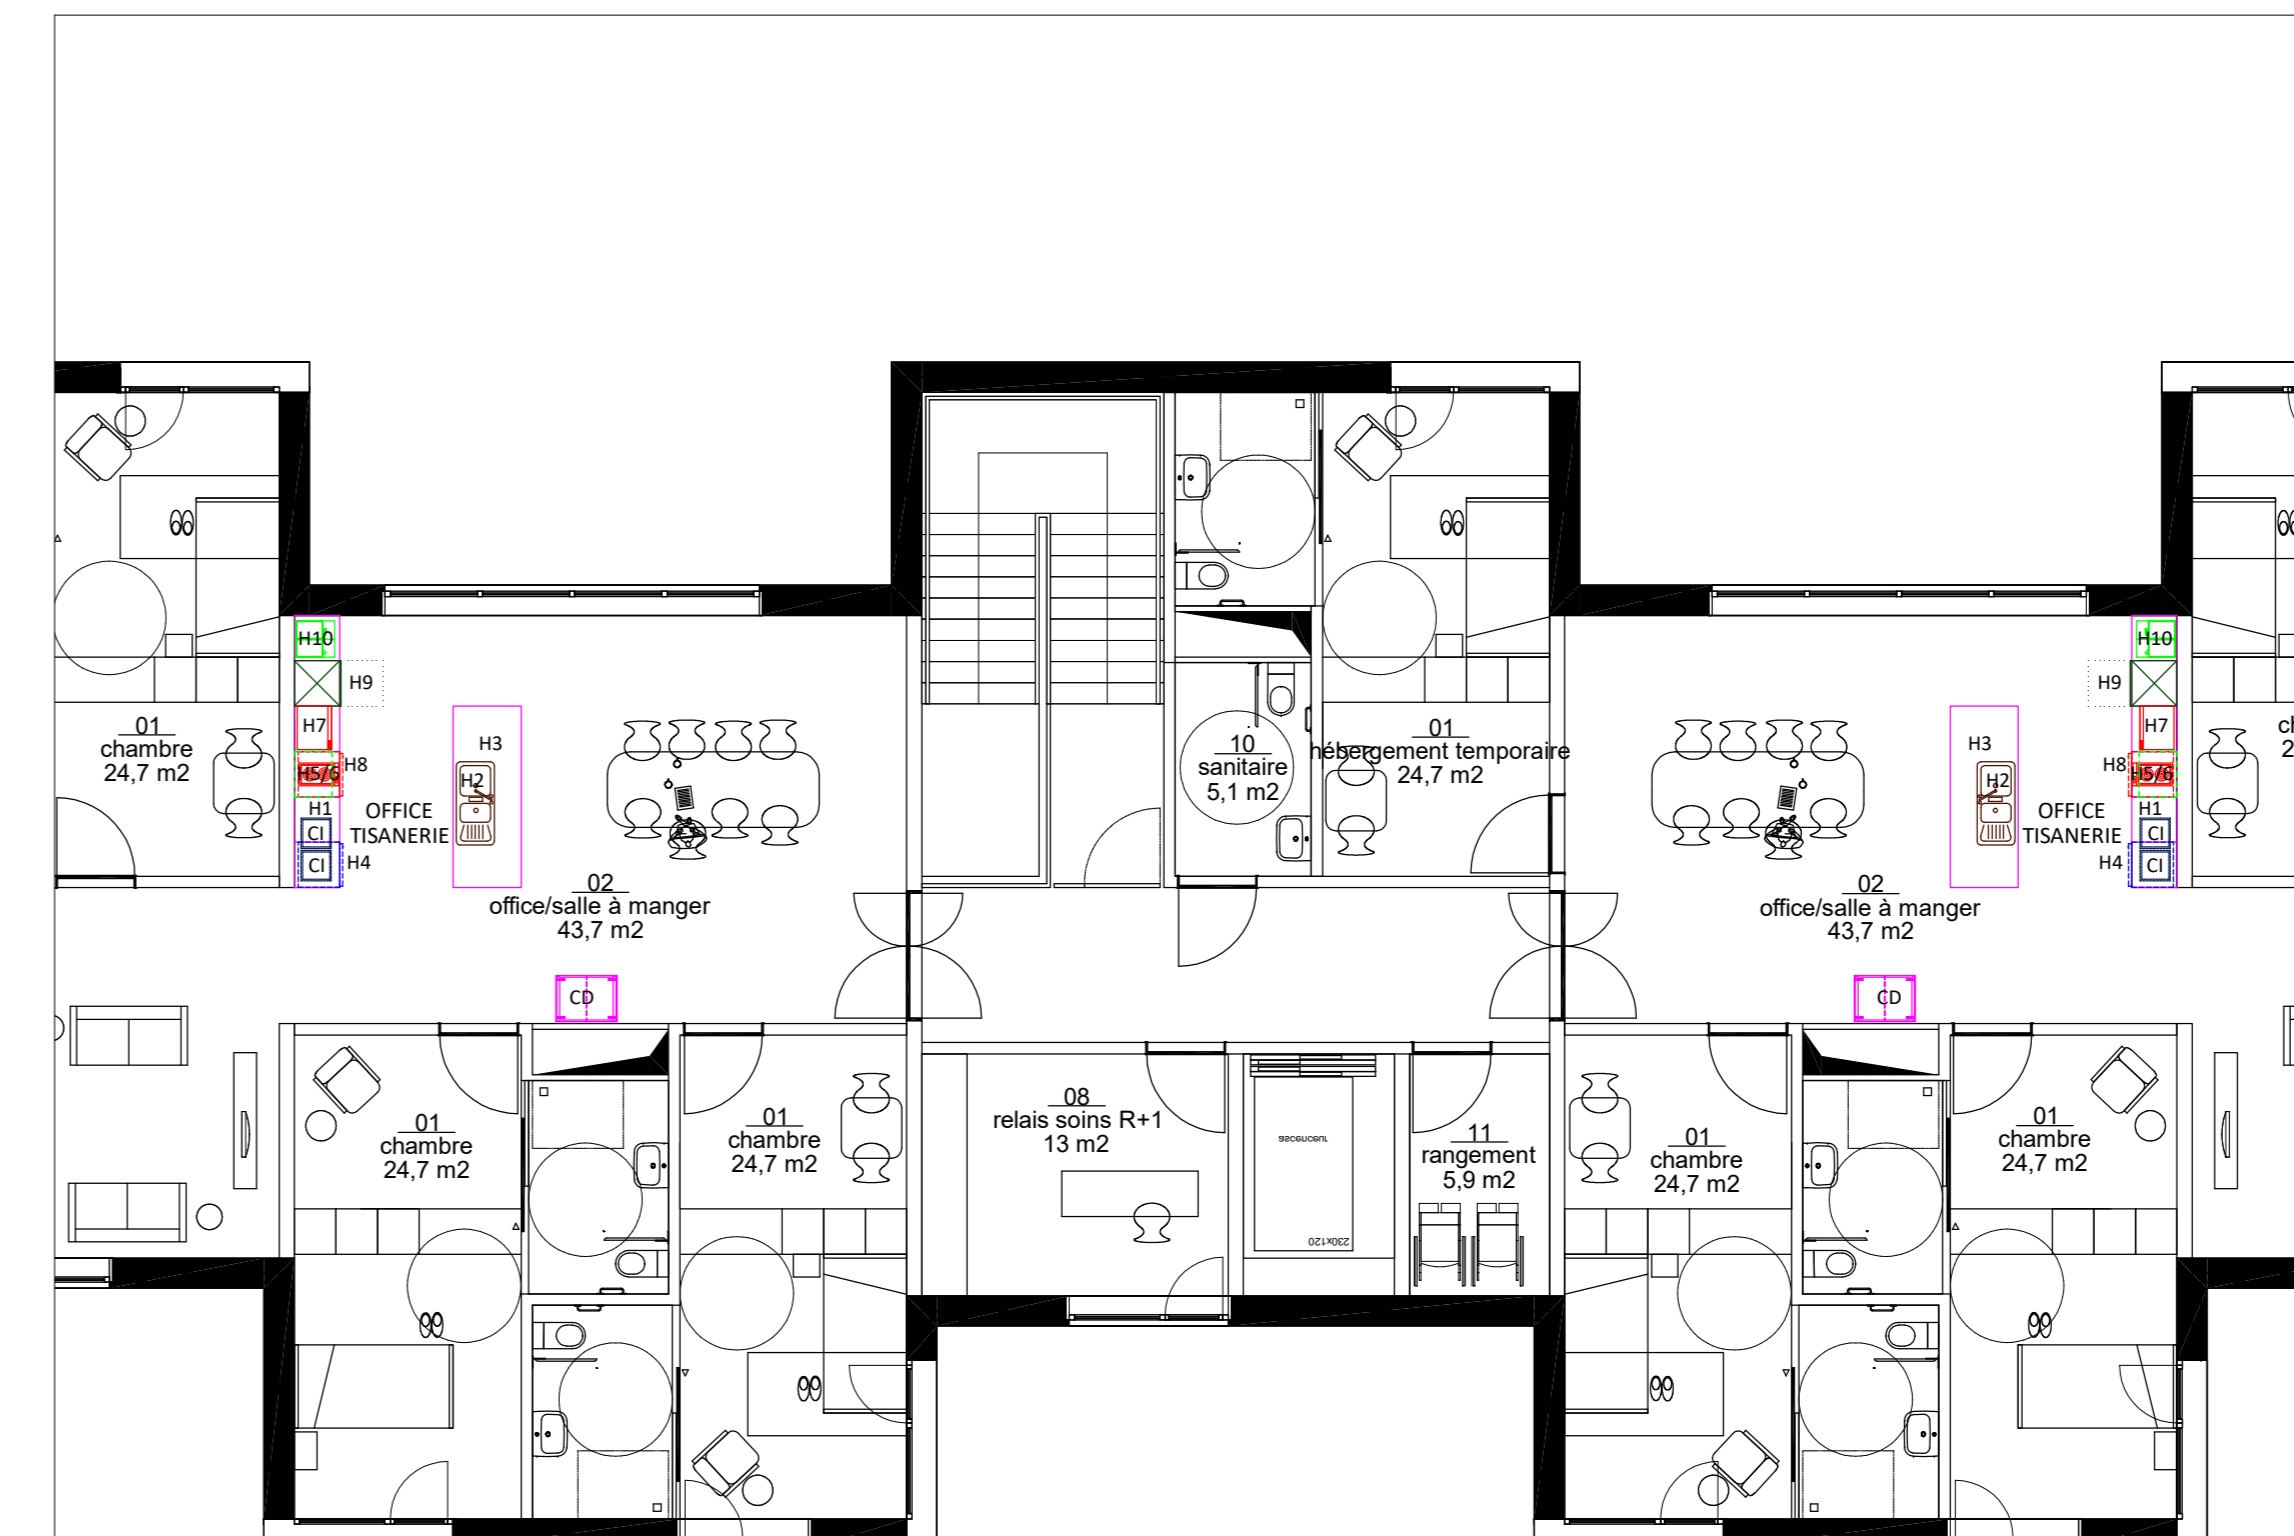 H10
H9
H7
H5/6
H8
H1
CI
CI
H4
OFFICE
TISANERIE
H3
H2
01
chambre
24,7 m2
02
office/salle à manger
43,7 m2
CD
10
sanitaire
5,1 m2
01
hébergement temporaire
24,7 m2
H10
H9
H7
H8
H5/6
H1
CI
CI
H4
OFFICE
TISANERIE
H3
H2
02
office/salle à manger
43,7 m2
CD
ch
2
01
chambre
24,7 m2
01
chambre
24,7 m2
08
relais soins R+1
13 m2
ascenceur
230x120
11
rangement
5,9 m2
01
chambre
24,7 m2
01
chambre
24,7 m2